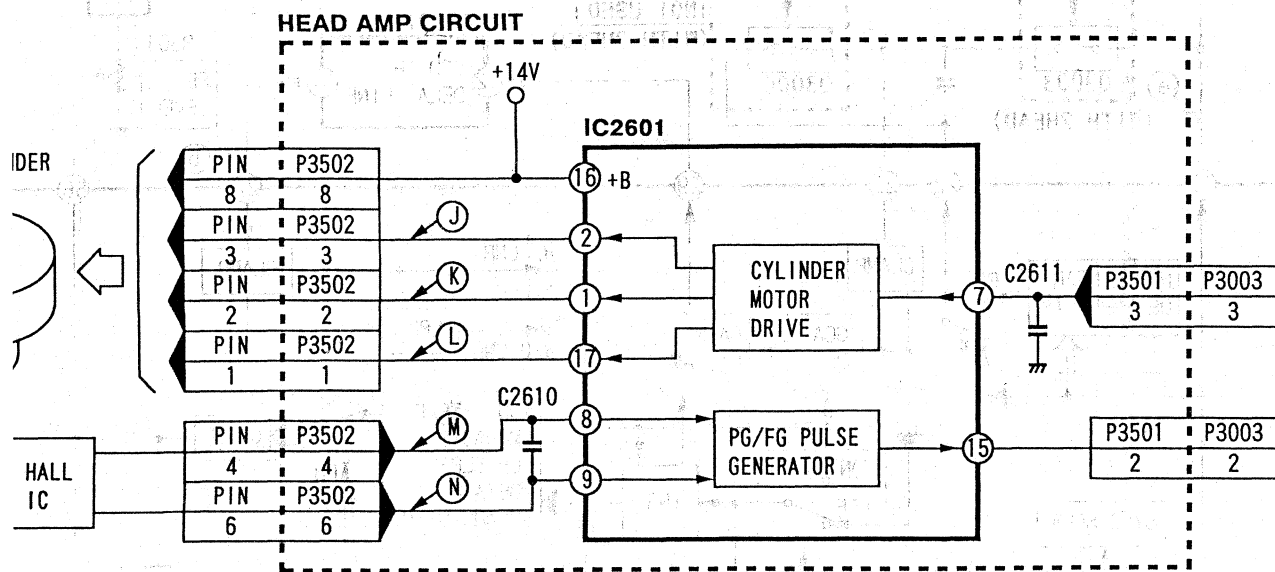 HEAD AMP CIRCUIT
+14V
IC2601
NDER
PIN P3502
8 8
16 +B
PIN P3502
3 3
J
2
PIN P3502
2 2
K
1
PIN P3502
1 1
L
17
CYLINDER
MOTOR
DRIVE
7
C2611
P3501 P3003
3 3
C2610
PIN P3502
4 4
M
8
HALL
IC
PIN P3502
6 6
N
9
PG/FG PULSE
GENERATOR
15
P3501 P3003
2 2